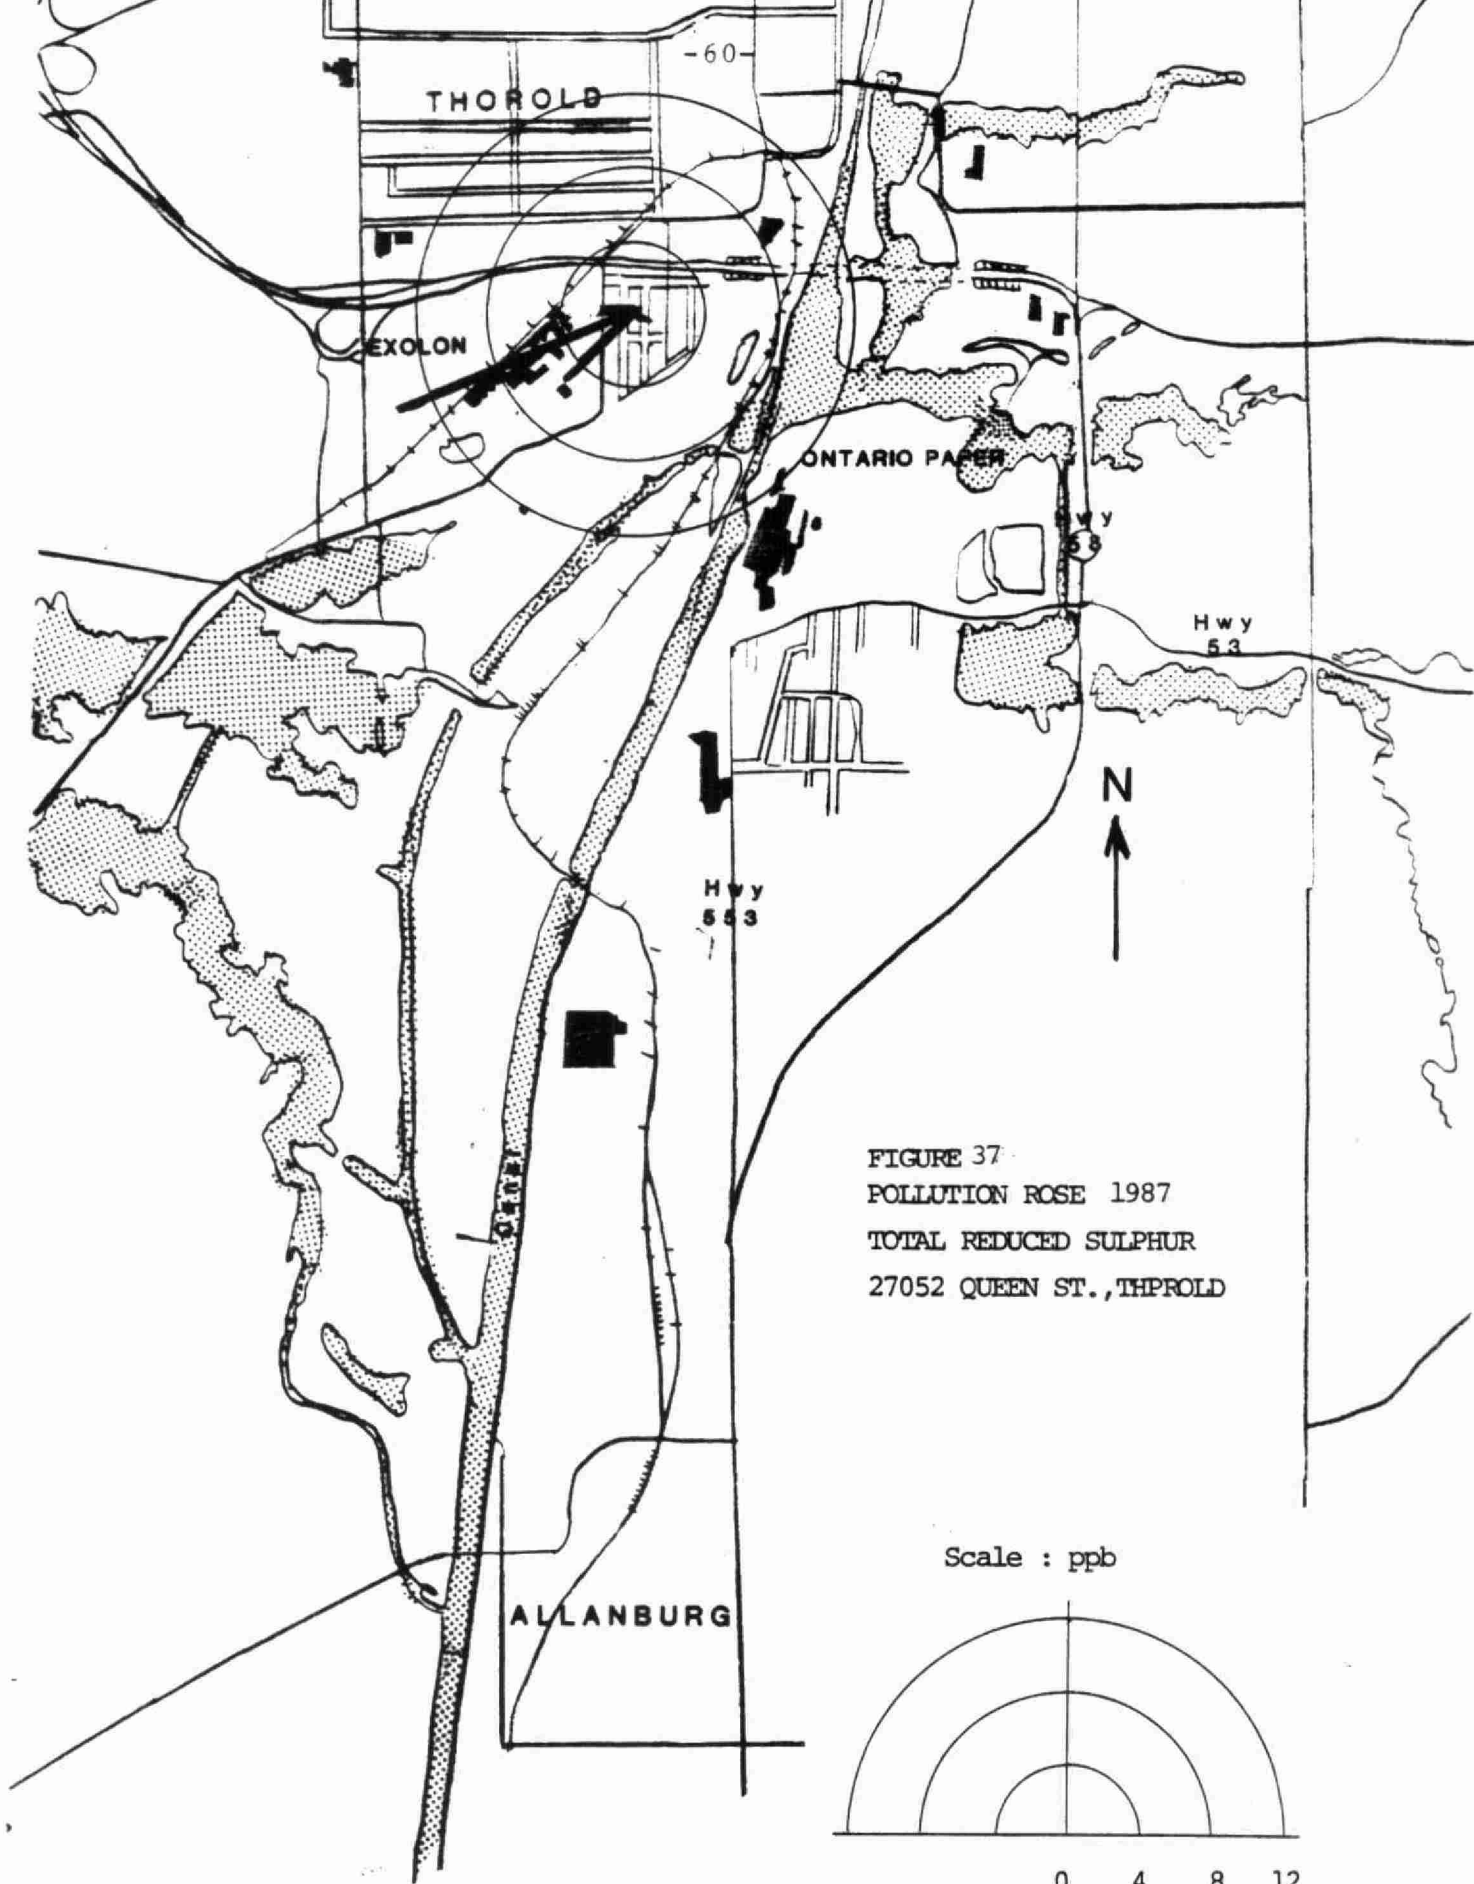 -60-
THOROLD
EXOLON
ONTARIO PAPER
Hwy
58
Hwy
53
N
Hwy
553
Canal
FIGURE 37
POLLUTION ROSE 1987
TOTAL REDUCED SULPHUR
27052 QUEEN ST.,THPROLD
Scale : ppb
ALLANBURG
0 4 8 12